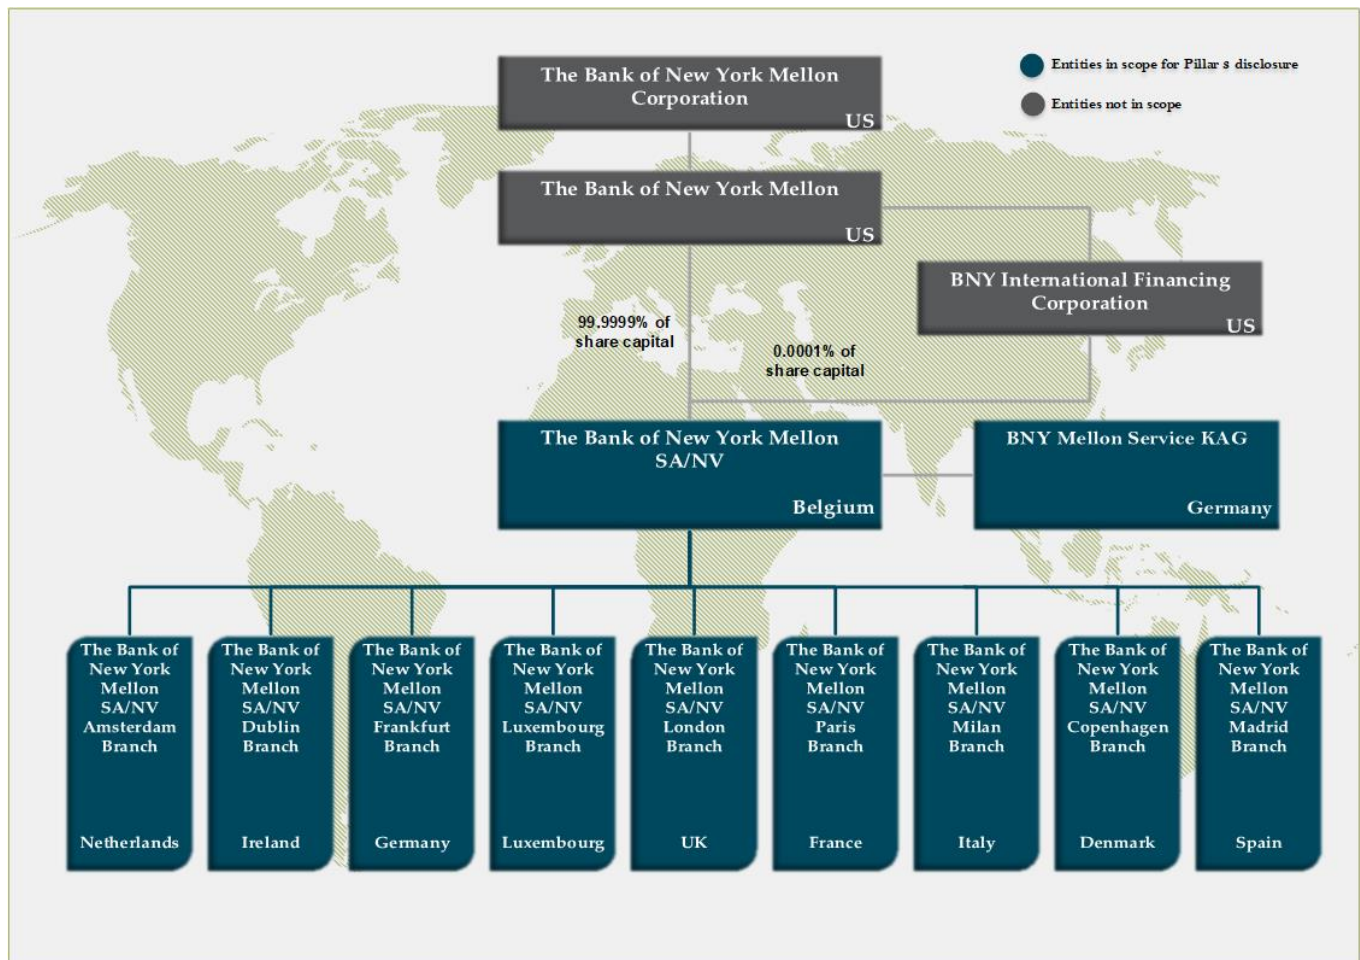 The Bank of New York Mellon
Corporation
US
Entities in scope for Pillar 3 disclosure
Entities not in scope
The Bank of New York Mellon
US
BNY International Financing
Corporation
US
99.9999% of
share capital
0.0001% of
share capital
The Bank of New York Mellon
SA/NV
Belgium
BNY Mellon Service KAG
Germany
The Bank of
New York
Mellon
SA/NV
Amsterdam
Branch
Netherlands
The Bank of
New York
Mellon
SA/NV
Dublin
Branch
Ireland
The Bank of
New York
Mellon
SA/NV
Frankfurt
Branch
Germany
The Bank of
New York
Mellon
SA/NV
Luxembourg
Branch
Luxembourg
The Bank of
New York
Mellon
SA/NV
London
Branch
UK
The Bank of
New York
Mellon
SA/NV
Paris
Branch
France
The Bank of
New York
Mellon
SA/NV
Milan
Branch
Italy
The Bank of
New York
Mellon
SA/NV
Copenhagen
Branch
Denmark
The Bank of
New York
Mellon
SA/NV
Madrid
Branch
Spain